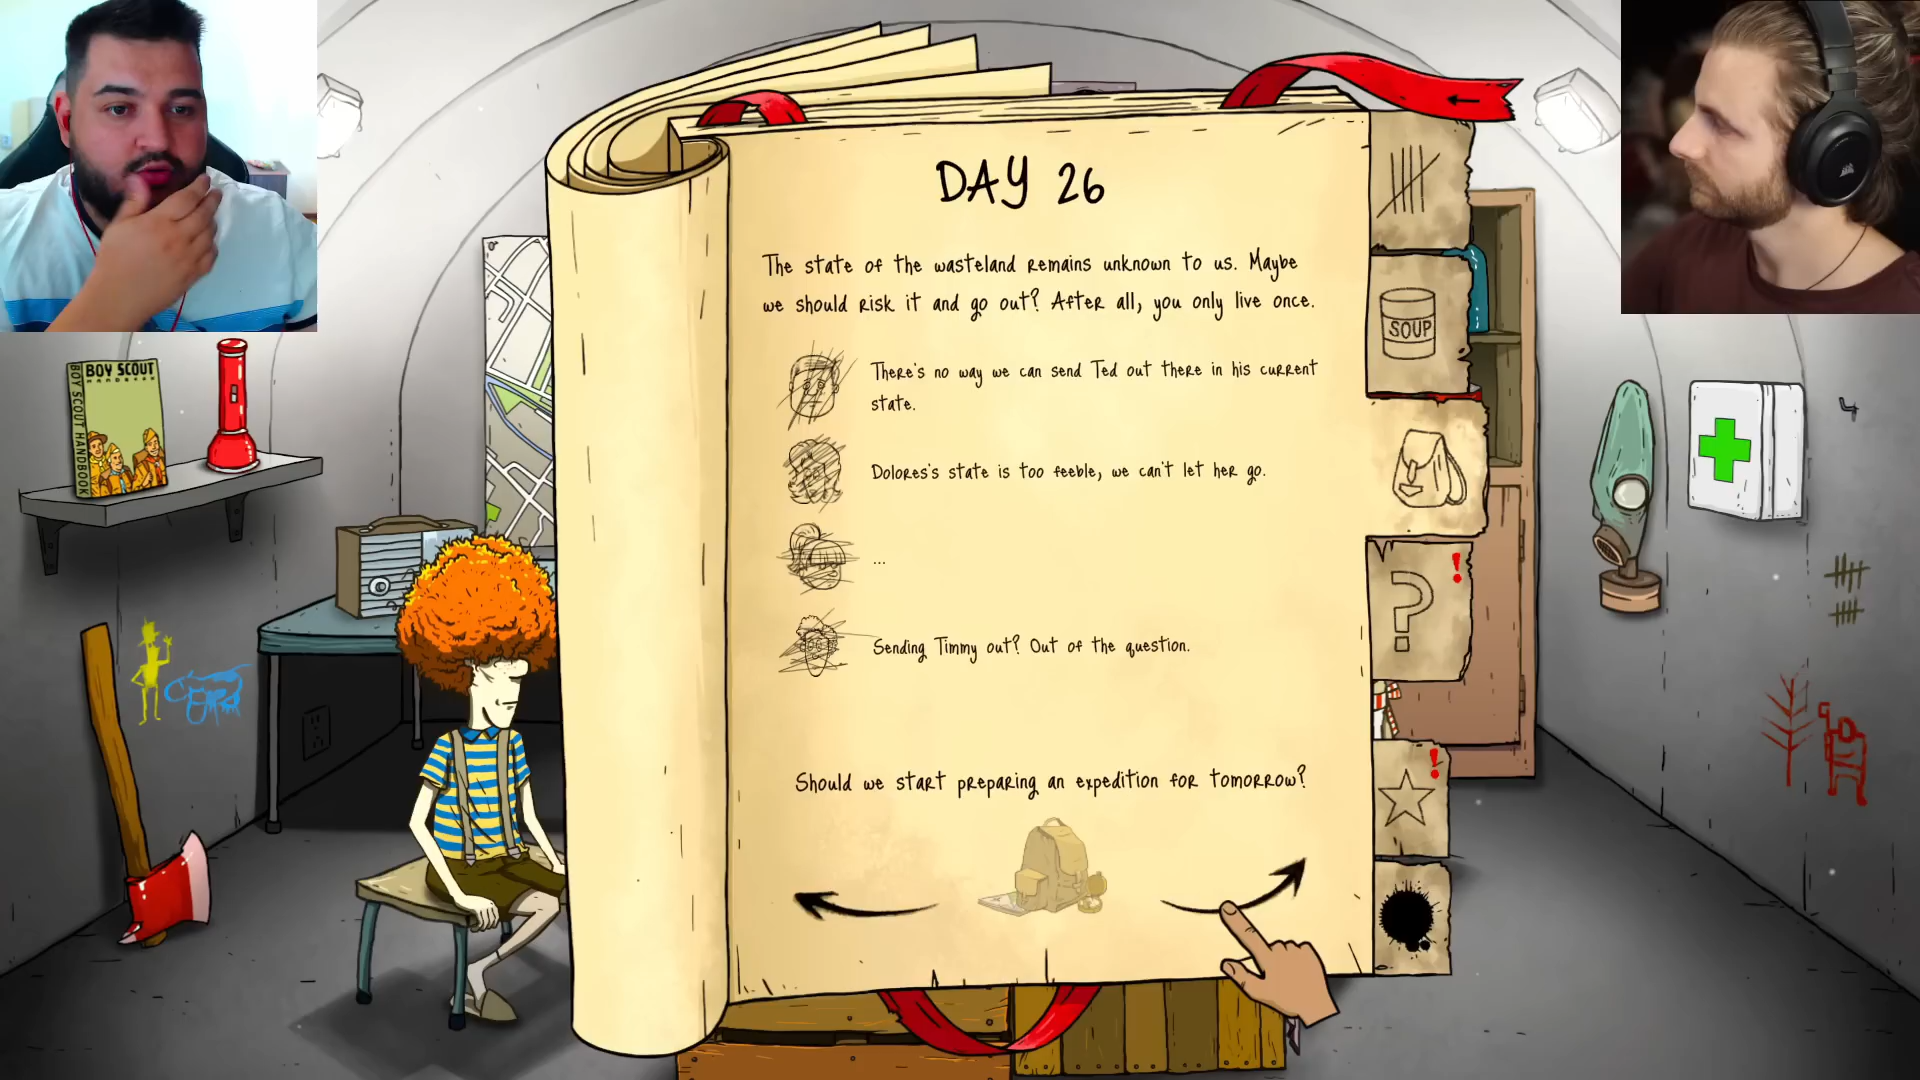 DAY 26
The state of the wasteland remains unknown to us. Maybe
we should risk it and go out? After all, you only live once.
There's no way we can send Ted out there in his current
state.
Dolores's state is too feeble, we can't let her go.
...
Sending Timmy out? Out of the question.
Should we start preparing an expedition for tomorrow?
SOUP
?
!
!
BOY SCOUT
HANDBOOK
BOY SCOUT HANDBOOK